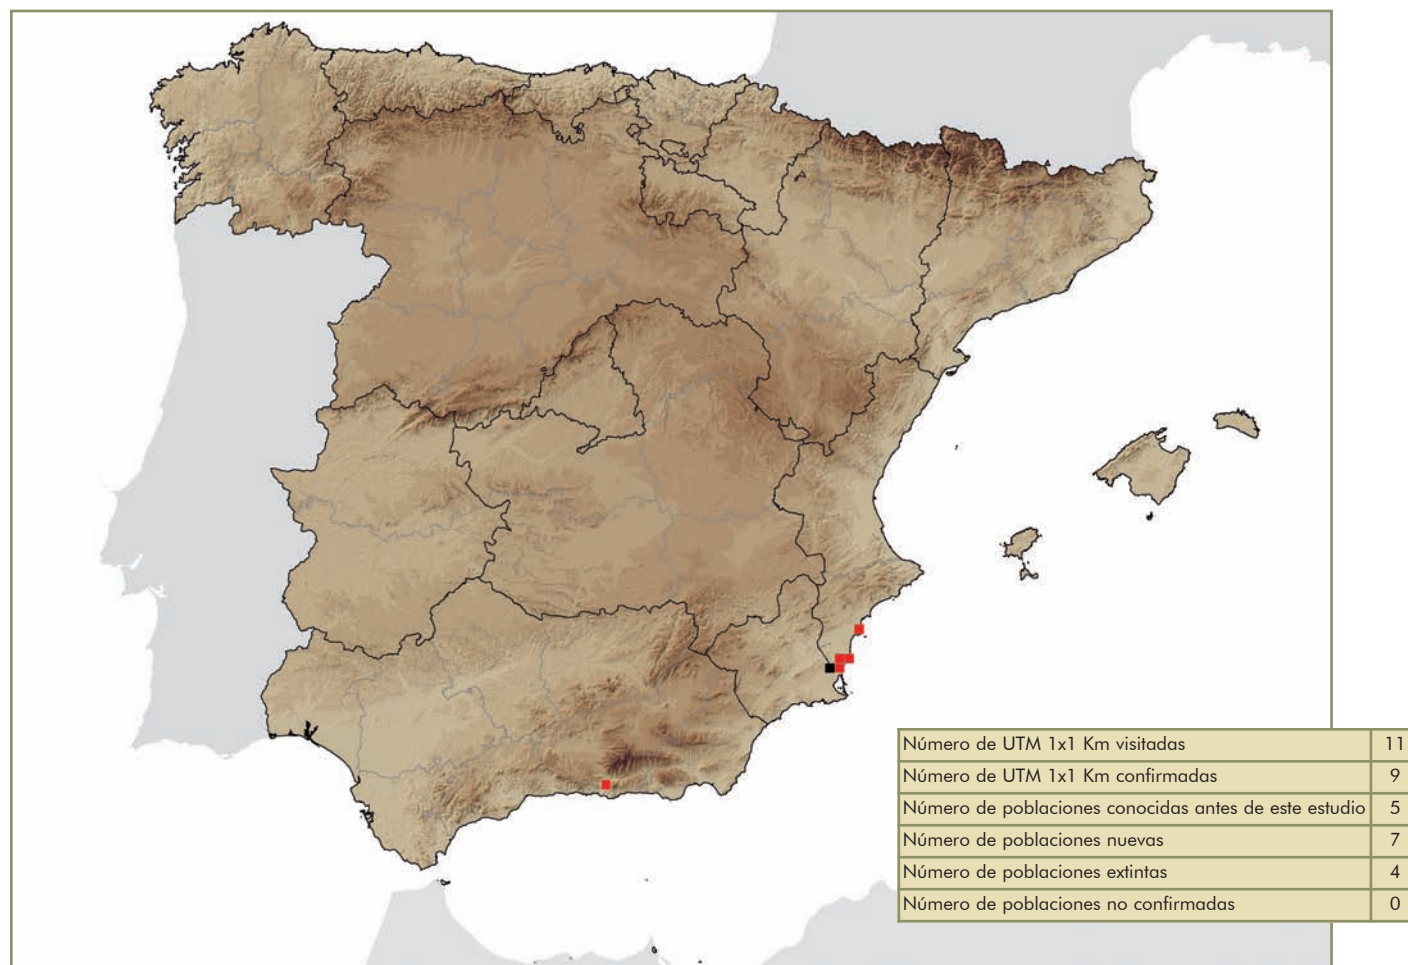 Número de UTM 1x1 Km visitadas 11
Número de UTM 1x1 Km confirmadas 9
Número de poblaciones conocidas antes de este estudio 5
Número de poblaciones nuevas 7
Número de poblaciones extintas 4
Número de poblaciones no confirmadas 0